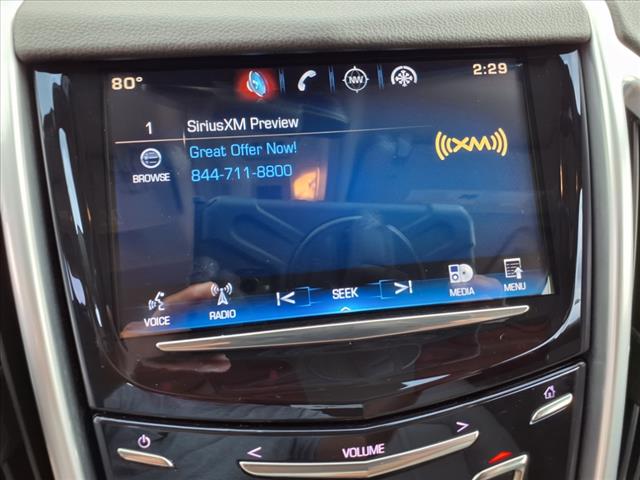 80° NW 2:29
1 SiriusXM Preview
Great Offer Now! ((XM))
844-711-8800
BROWSE
VOICE RADIO SEEK MEDIA MENU
< VOLUME >